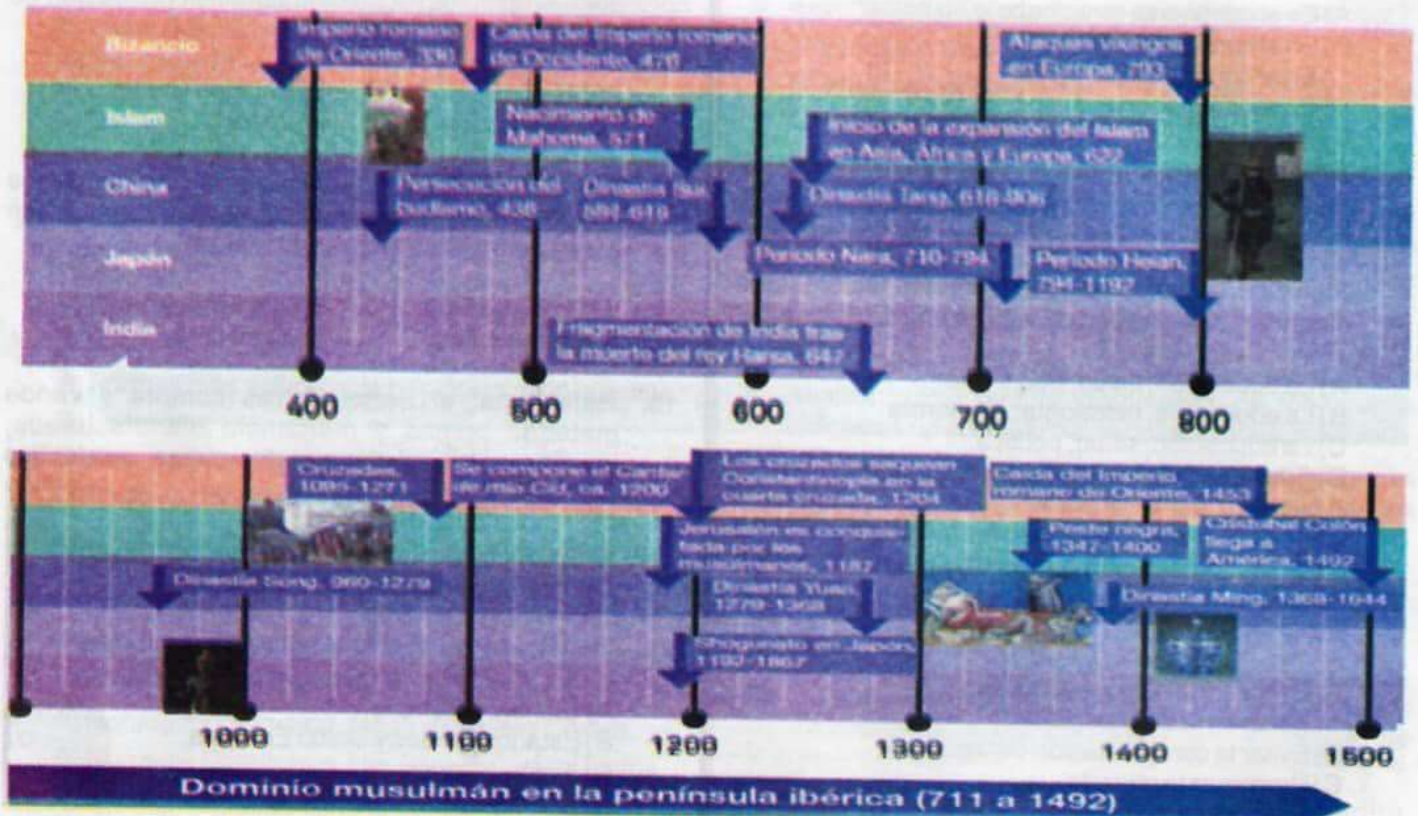 Bizancio
Imperio romano
de Oriente, 330
Caída del Imperio romano
de Occidente, 476
Ataques vikingos
en Europa, 793
Islam
Nacimiento de
Mahoma, 571
Inicio de la expansión del Islam
en Asia, África y Europa, 622
China
Persecución del
budismo, 438
Dinastía Sui,
Dinastía Tang, 618-906
Japón
Periodo Nara, 710-794
Periodo Heian,
794-1192
India
Fragmentación de India tras
la muerte del rey Harsa, 647
400
500
600
700
800
Cruzadas,
1095-1271
Se compone el Cantar
de mío Cid, ca. 1200
Los cruzados saquean
Constantinopla en la
cuarta cruzada, 1204
Caída del Imperio
romano de Oriente, 1453
Jerusalén es conquis-
tada por los
musulmanes, 1187
Peste negra,
1347-1400
Cristóbal Colón
llega a
América, 1492
Dinastía Song, 960-1279
Dinastía Yuan,
1279-1368
Dinastía Ming, 1368-1644
Shogunato en Japón,
1192-1867
1000
1100
1200
1300
1400
1500
Dominio musulmán en la península ibérica (711 a 1492)